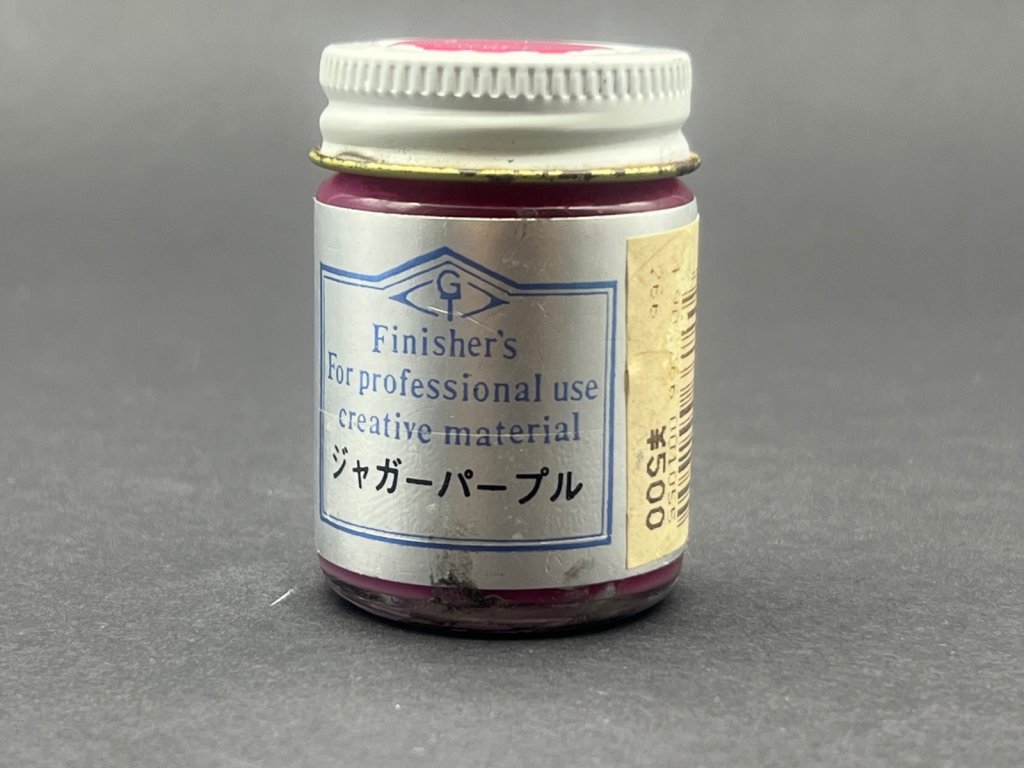 G
Finisher's
For professional use
creative material
ジャガーパープル
¥500